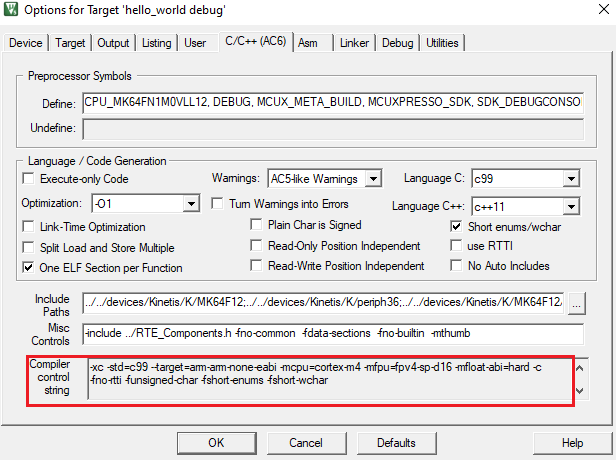 Options for Target 'hello_world debug'
Device Target Output Listing User C/C++ (AC6) Asm Linker Debug Utilities
Preprocessor Symbols
Define: CPU_MK64FN1M0VLL12, DEBUG, MCUX_META_BUILD, MCUXPRESSO_SDK, SDK_DEBUGCONSO
Undefine:
Language / Code Generation
Execute-only Code Warnings: AC5-like Warnings Language C: c99
Optimization: -O1 Turn Warnings into Errors Language C++: c++11
Link-Time Optimization Plain Char is Signed Short enums/wchar
Split Load and Store Multiple Read-Only Position Independent use RTTI
One ELF Section per Function Read-Write Position Independent No Auto Includes
Include Paths ../../devices/Kinetis/K/MK64F12;../../devices/Kinetis/K/periph36;../../devices/Kinetis/K/MK64F12/ ...
Misc Controls -include ../RTE_Components.h -fno-common -fdata-sections -fno-builtin -mthumb
Compiler control string -xc -std=c99 --target=arm-arm-none-eabi -mcpu=cortex-m4 -mfpu=fpv4-sp-d16 -mfloat-abi=hard -c
-fno-rtti -funsigned-char -fshort-enums -fshort-wchar
OK Cancel Defaults Help